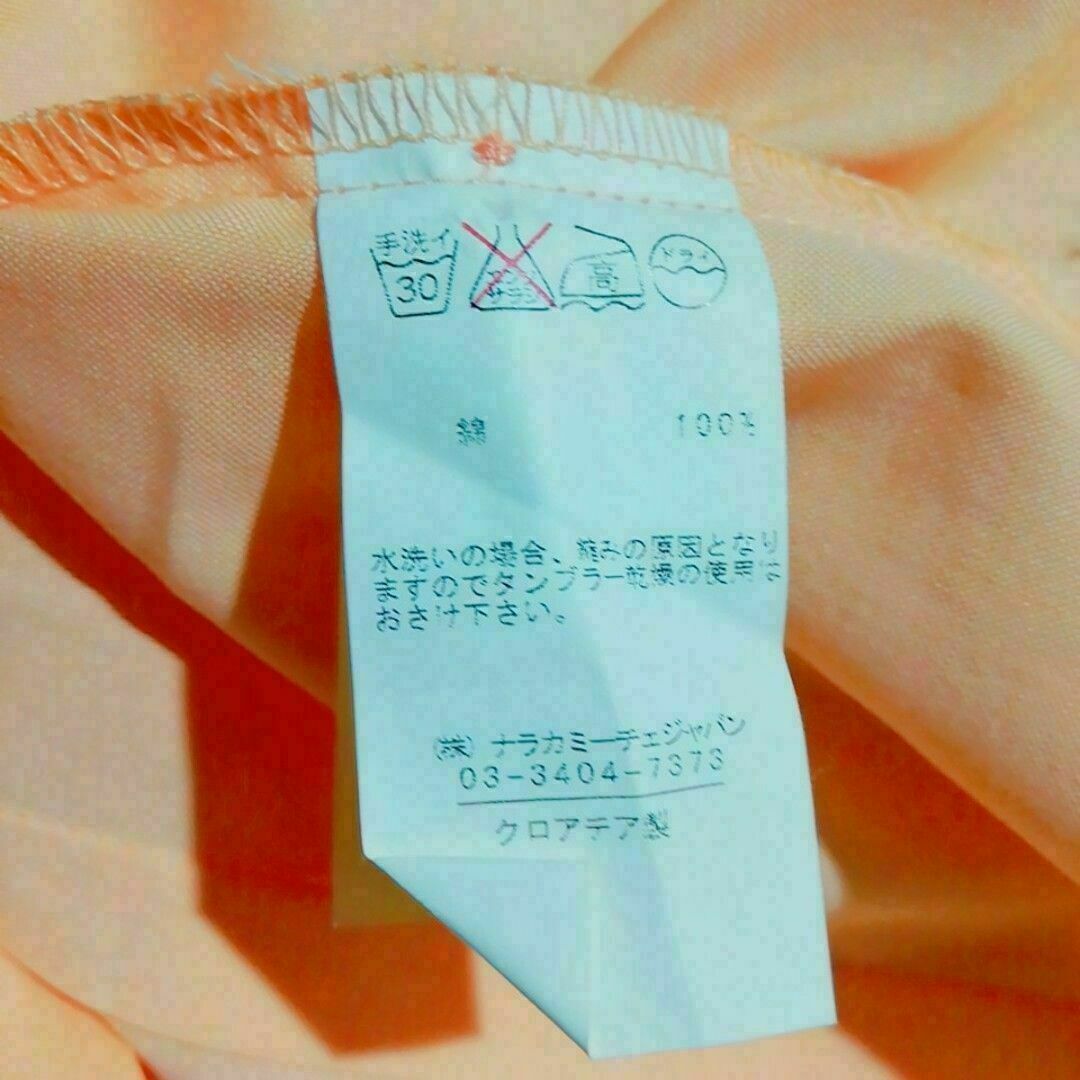 手洗イ
30
高
ドライ
綿 100%
水洗いの場合、縮みの原因となり
ますのでタンブラー乾燥の使用は
おさけ下さい。
(株) ナラカミーチェジャパン
03-3404-7373
クロアチア製